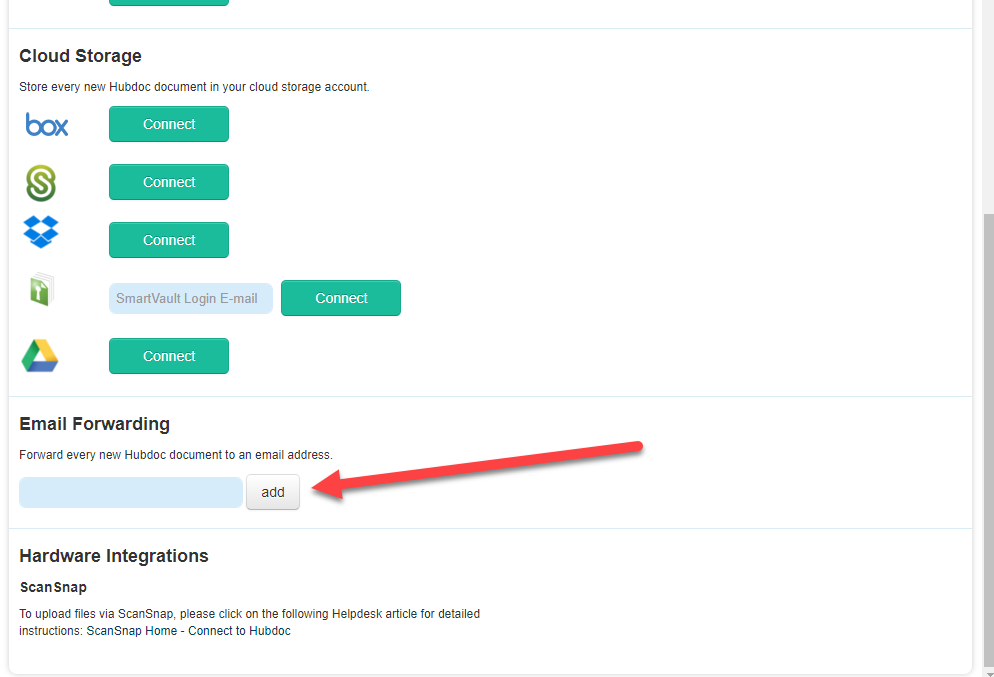 Cloud Storage
Store every new Hubdoc document in your cloud storage account.
box
Connect
Connect
Connect
SmartVault Login E-mail
Connect
Connect
Email Forwarding
Forward every new Hubdoc document to an email address.
add
Hardware Integrations
ScanSnap
To upload files via ScanSnap, please click on the following Helpdesk article for detailed
instructions: ScanSnap Home - Connect to Hubdoc